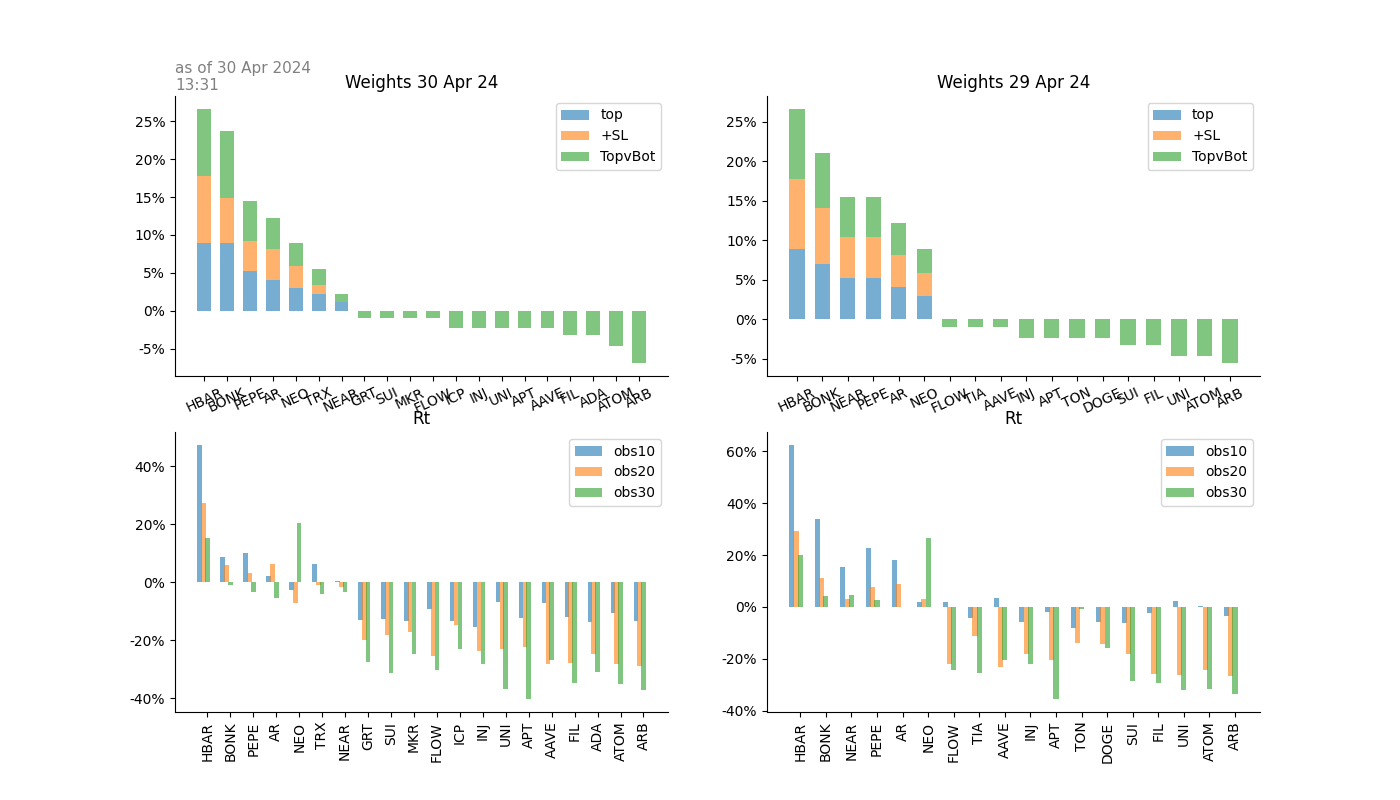 as of 30 Apr 2024
13:31
Weights 30 Apr 24
25%
20%
15%
10%
5%
0%
-5%
top
+SL
TopvBot
HBAR BONK PEPE AR NEO TRX NEAR GRT SUI MKR FLOW ICP INJ UNI APT AAVE FIL ADA ATOM ARB
Weights 29 Apr 24
25%
20%
15%
10%
5%
0%
-5%
top
+SL
TopvBot
HBAR BONK NEAR PEPE AR NEO FLOW TIA AAVE INJ APT TON DOGE SUI FIL UNI ATOM ARB
Rt
40%
20%
0%
-20%
-40%
obs10
obs20
obs30
HBAR BONK PEPE AR NEO TRX NEAR GRT SUI MKR FLOW ICP INJ UNI APT AAVE FIL ADA ATOM ARB
Rt
60%
40%
20%
0%
-20%
-40%
obs10
obs20
obs30
HBAR BONK NEAR PEPE AR NEO FLOW TIA AAVE INJ APT TON DOGE SUI FIL UNI ATOM ARB